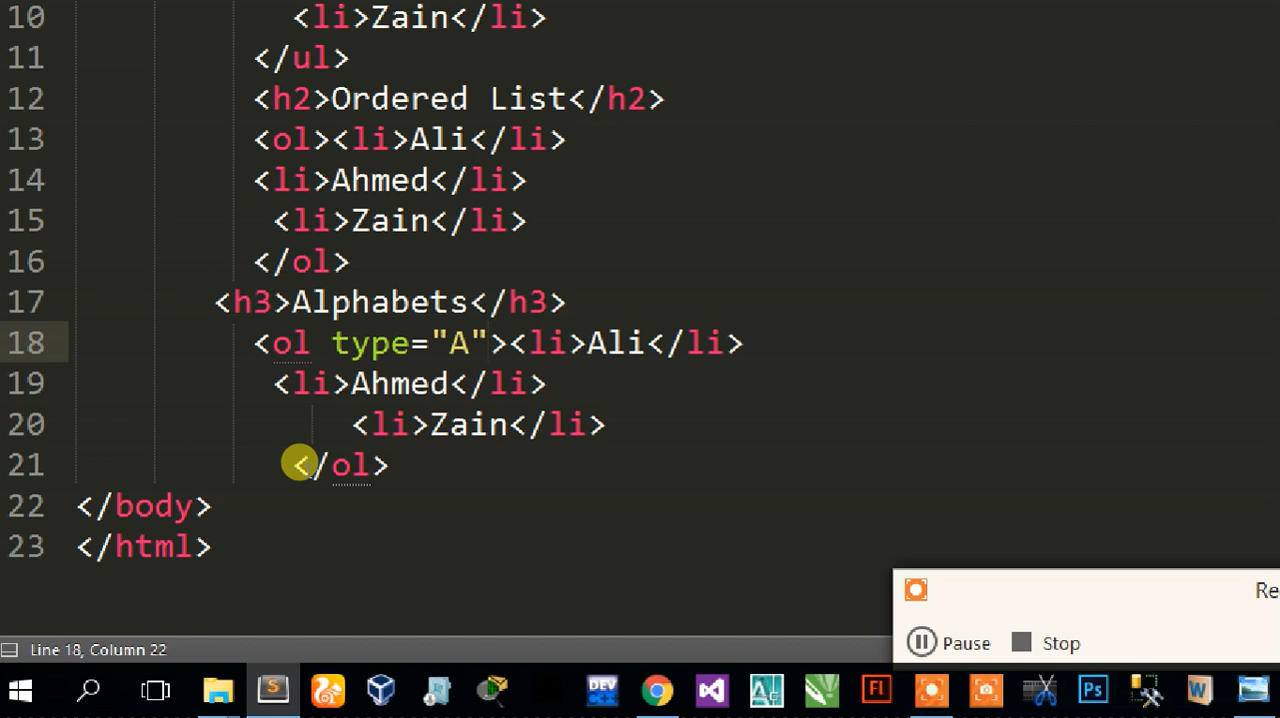 10 <li>Zain</li>
11 </ul>
12 <h2>Ordered List</h2>
13 <ol><li>Ali</li>
14 <li>Ahmed</li>
15 <li>Zain</li>
16 </ol>
17 <h3>Alphabets</h3>
18 <ol type="A"><li>Ali</li>
19 <li>Ahmed</li>
20 <li>Zain</li>
21 </ol>
22 </body>
23 </html>
Re
Pause Stop
Line 18, Column 22
S DEV C++ Fl Ps W